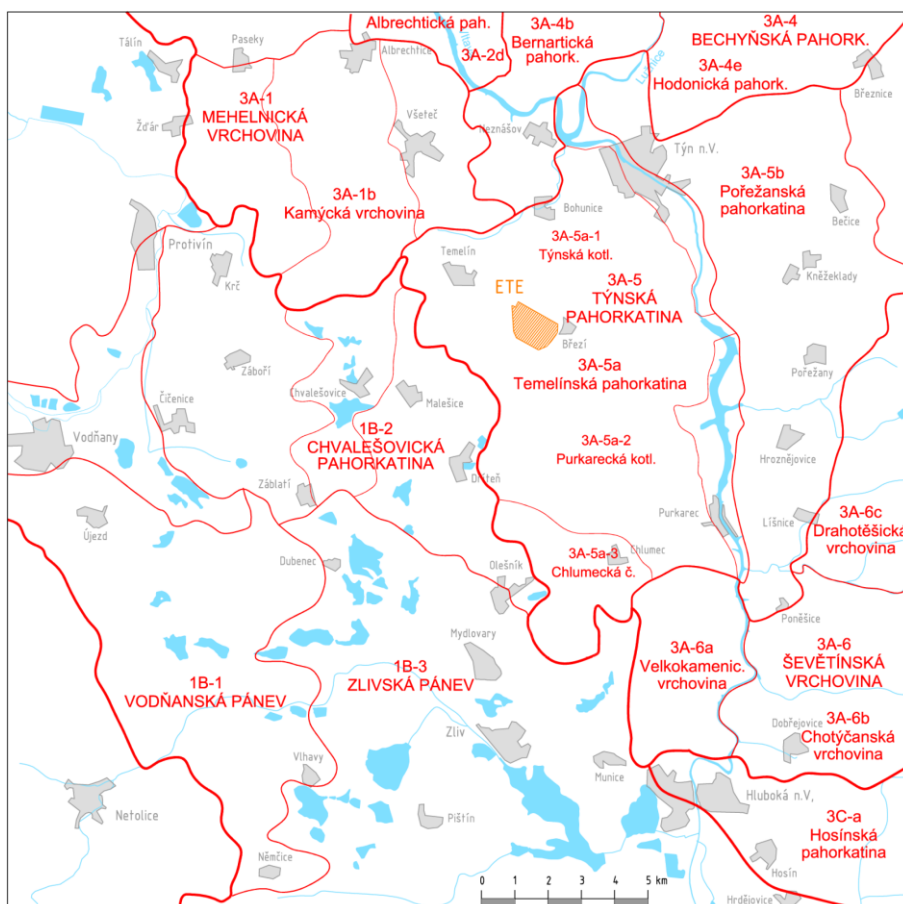 Albrechtická pah.
3A-4b
Bernartická
pahork.
3A-4
BECHYŇSKÁ PAHORK.
Tálín
Paseky
Albrechtice
3A-2d
Vltava
Lužnice
3A-4e
Hodonická pahork.
Březnice
3A-1
MEHELNICKÁ
VRCHOVINA
Žďár
Všeteč
Neznášov
Týn n.V.
3A-5b
Pořežanská
pahorkatina
3A-1b
Kamýcká vrchovina
Bohunice
Bečice
Protivín
Krč
Temelín
3A-5a-1
Týnská kotl.
Kněžeklady
ETE
3A-5
TÝNSKÁ
PAHORKATINA
Březí
Záboří
Chvalešovice
Malešice
3A-5a
Temelínská pahorkatina
Pořežany
Čičenice
Vodňany
1B-2
CHVALEŠOVICKÁ
PAHORKATINA
3A-5a-2
Purkarecká kotl.
Hroznějovice
Dříteň
Záblatí
Újezd
Purkarec
Líšnice
3A-6c
Drahotěšická
vrchovina
Dubenec
Olešník
3A-5a-3
Chlumecká č.
Chlumec
Poněšice
Mydlovary
3A-6a
Velkokamenic.
vrchovina
3A-6
ŠEVĚTÍNSKÁ
VRCHOVINA
1B-1
VODŇANSKÁ PÁNEV
1B-3
ZLIVSKÁ PÁNEV
3A-6b
Chotýčanská
vrchovina
Dobřejovice
Zliv
Vlhavy
Munice
Netolice
Pištín
Hluboká n.V,
3C-a
Hosínská
pahorkatina
Němčice
Hosín
Hrdějovice
0 1 2 3 4 5 km